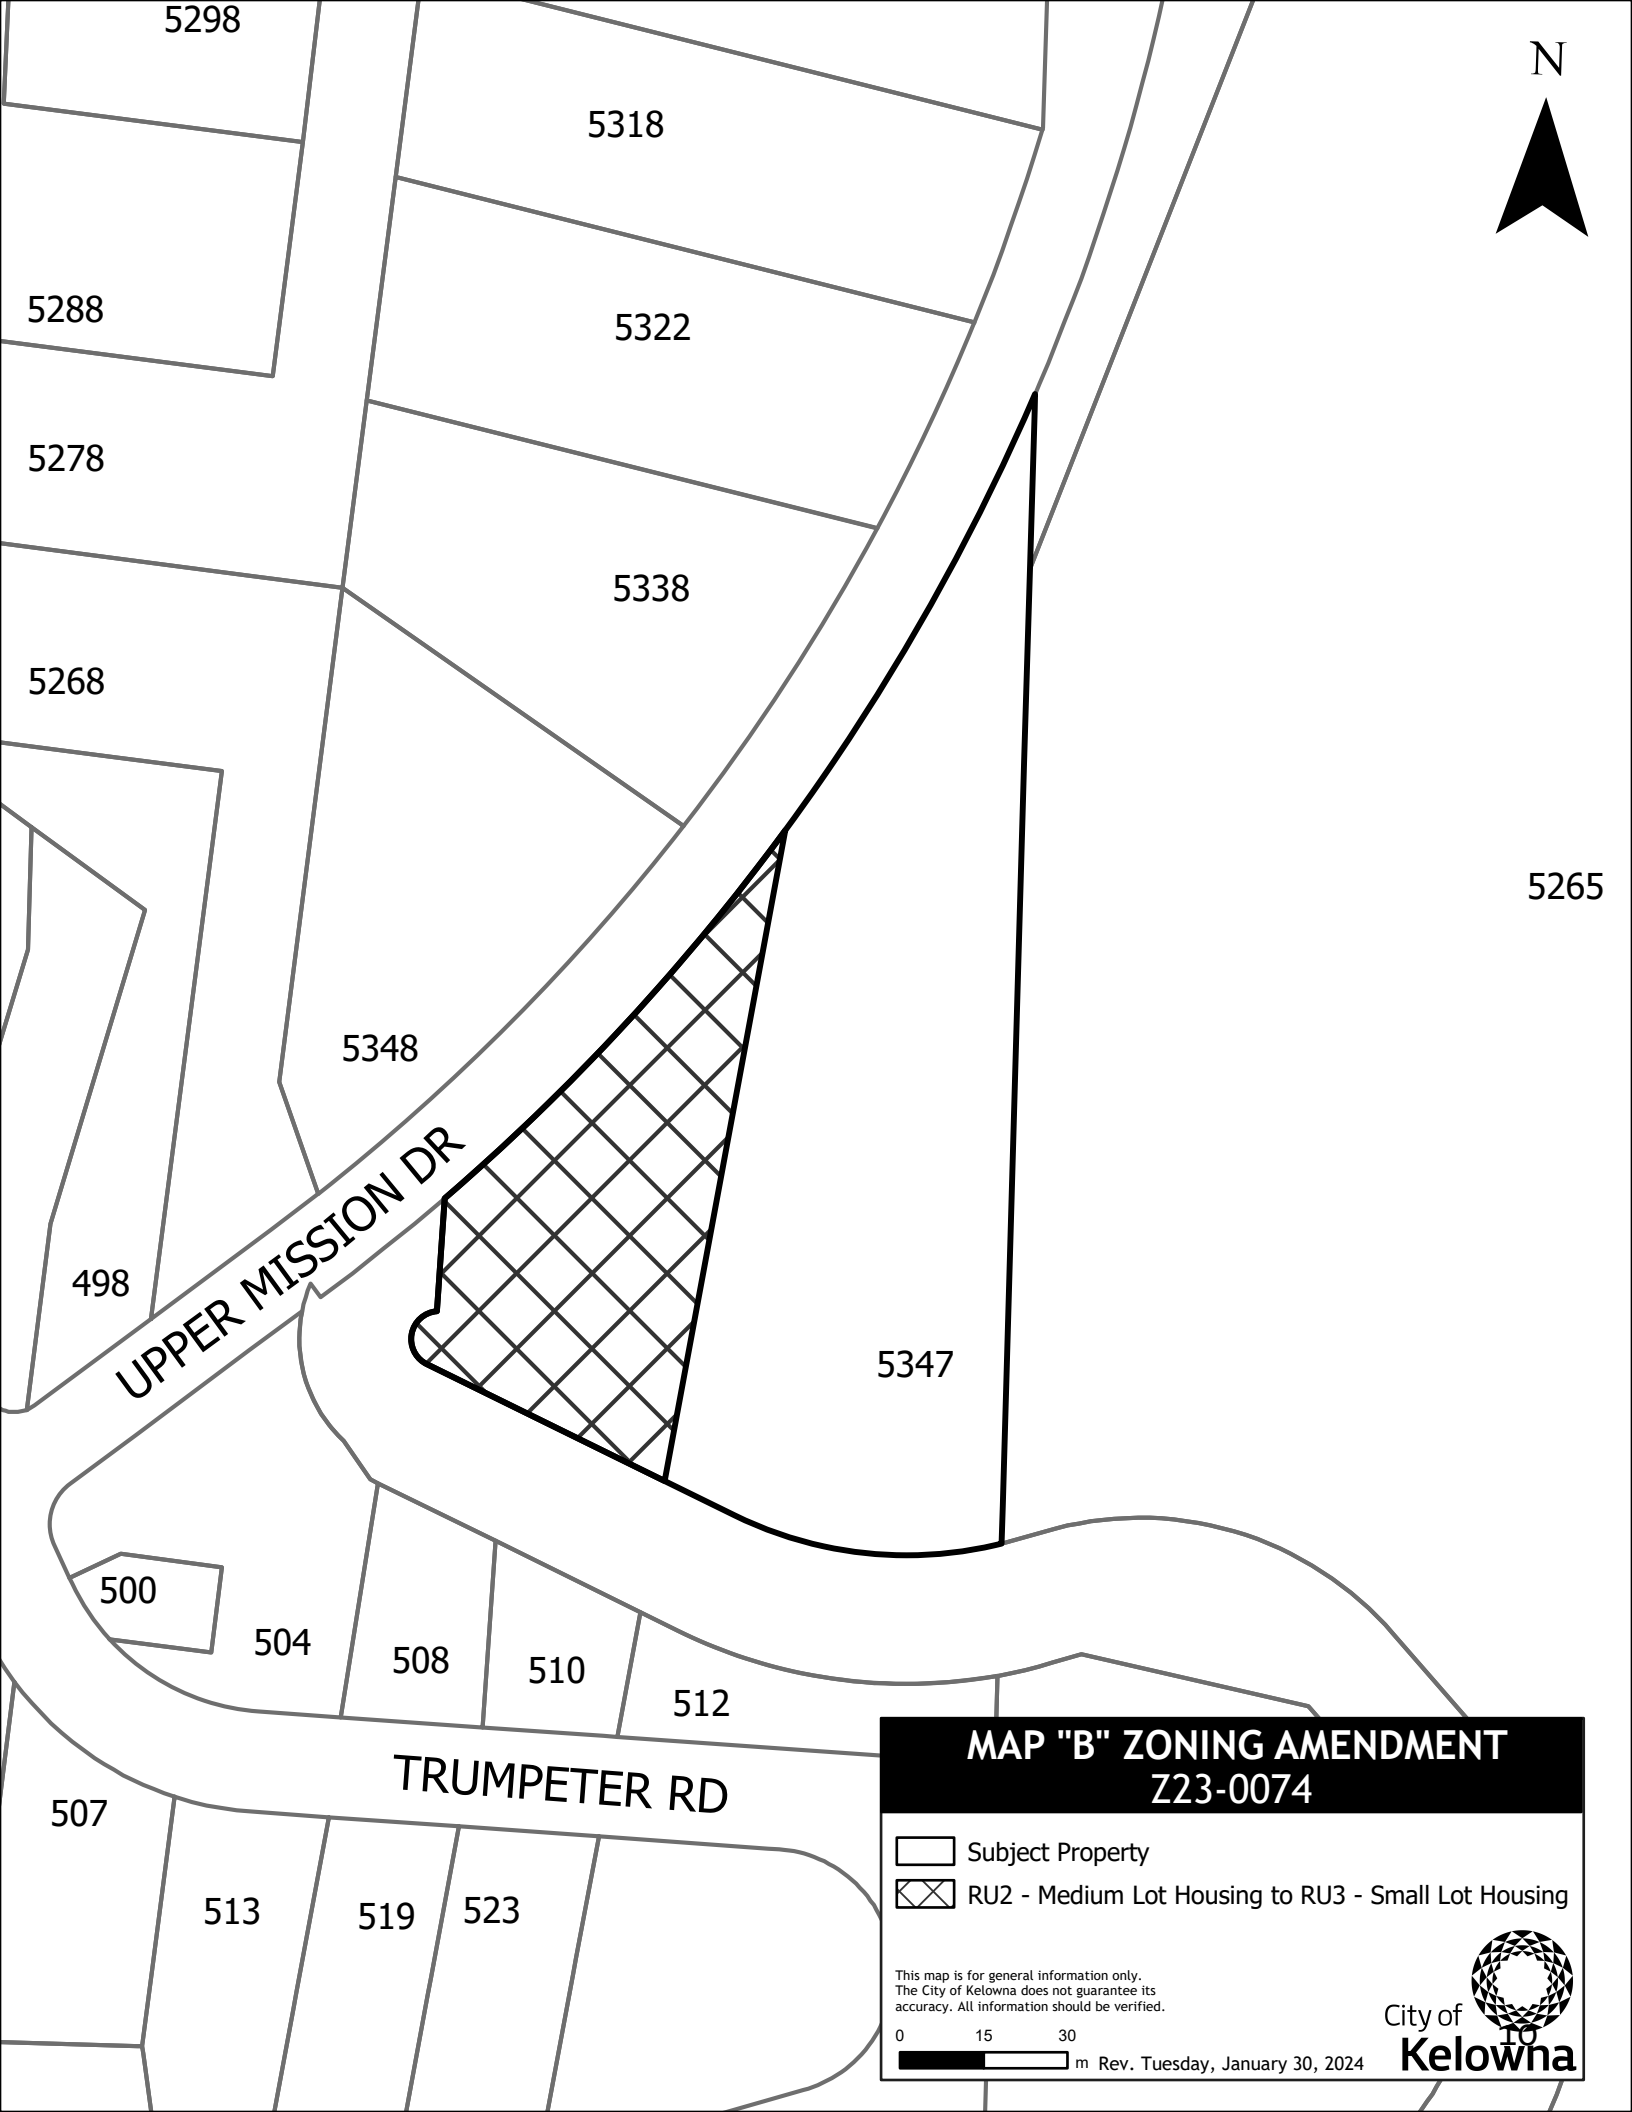 5298
N
5318
5288
5322
5278
5338
5268
5265
5348
UPPER MISSION DR
498
5347
500
504
508
510
512
TRUMPETER RD
507
513
519
523
MAP "B" ZONING AMENDMENT
Z23-0074
Subject Property
RU2 - Medium Lot Housing to RU3 - Small Lot Housing
This map is for general information only.
The City of Kelowna does not guarantee its
accuracy. All information should be verified.
0 15 30
m Rev. Tuesday, January 30, 2024
City of
10
Kelowna